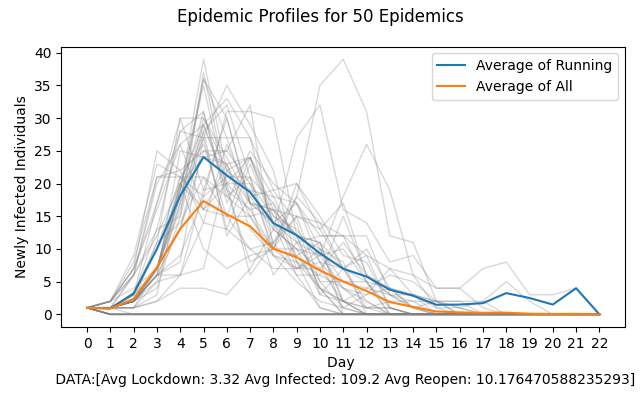 Epidemic Profiles for 50 Epidemics
Newly Infected Individuals
40
35
30
25
20
15
10
5
0
Average of Running
Average of All
0 1 2 3 4 5 6 7 8 9 10 11 12 13 14 15 16 17 18 19 20 21 22
Day
DATA:[Avg Lockdown: 3.32 Avg Infected: 109.2 Avg Reopen: 10.176470588235293]